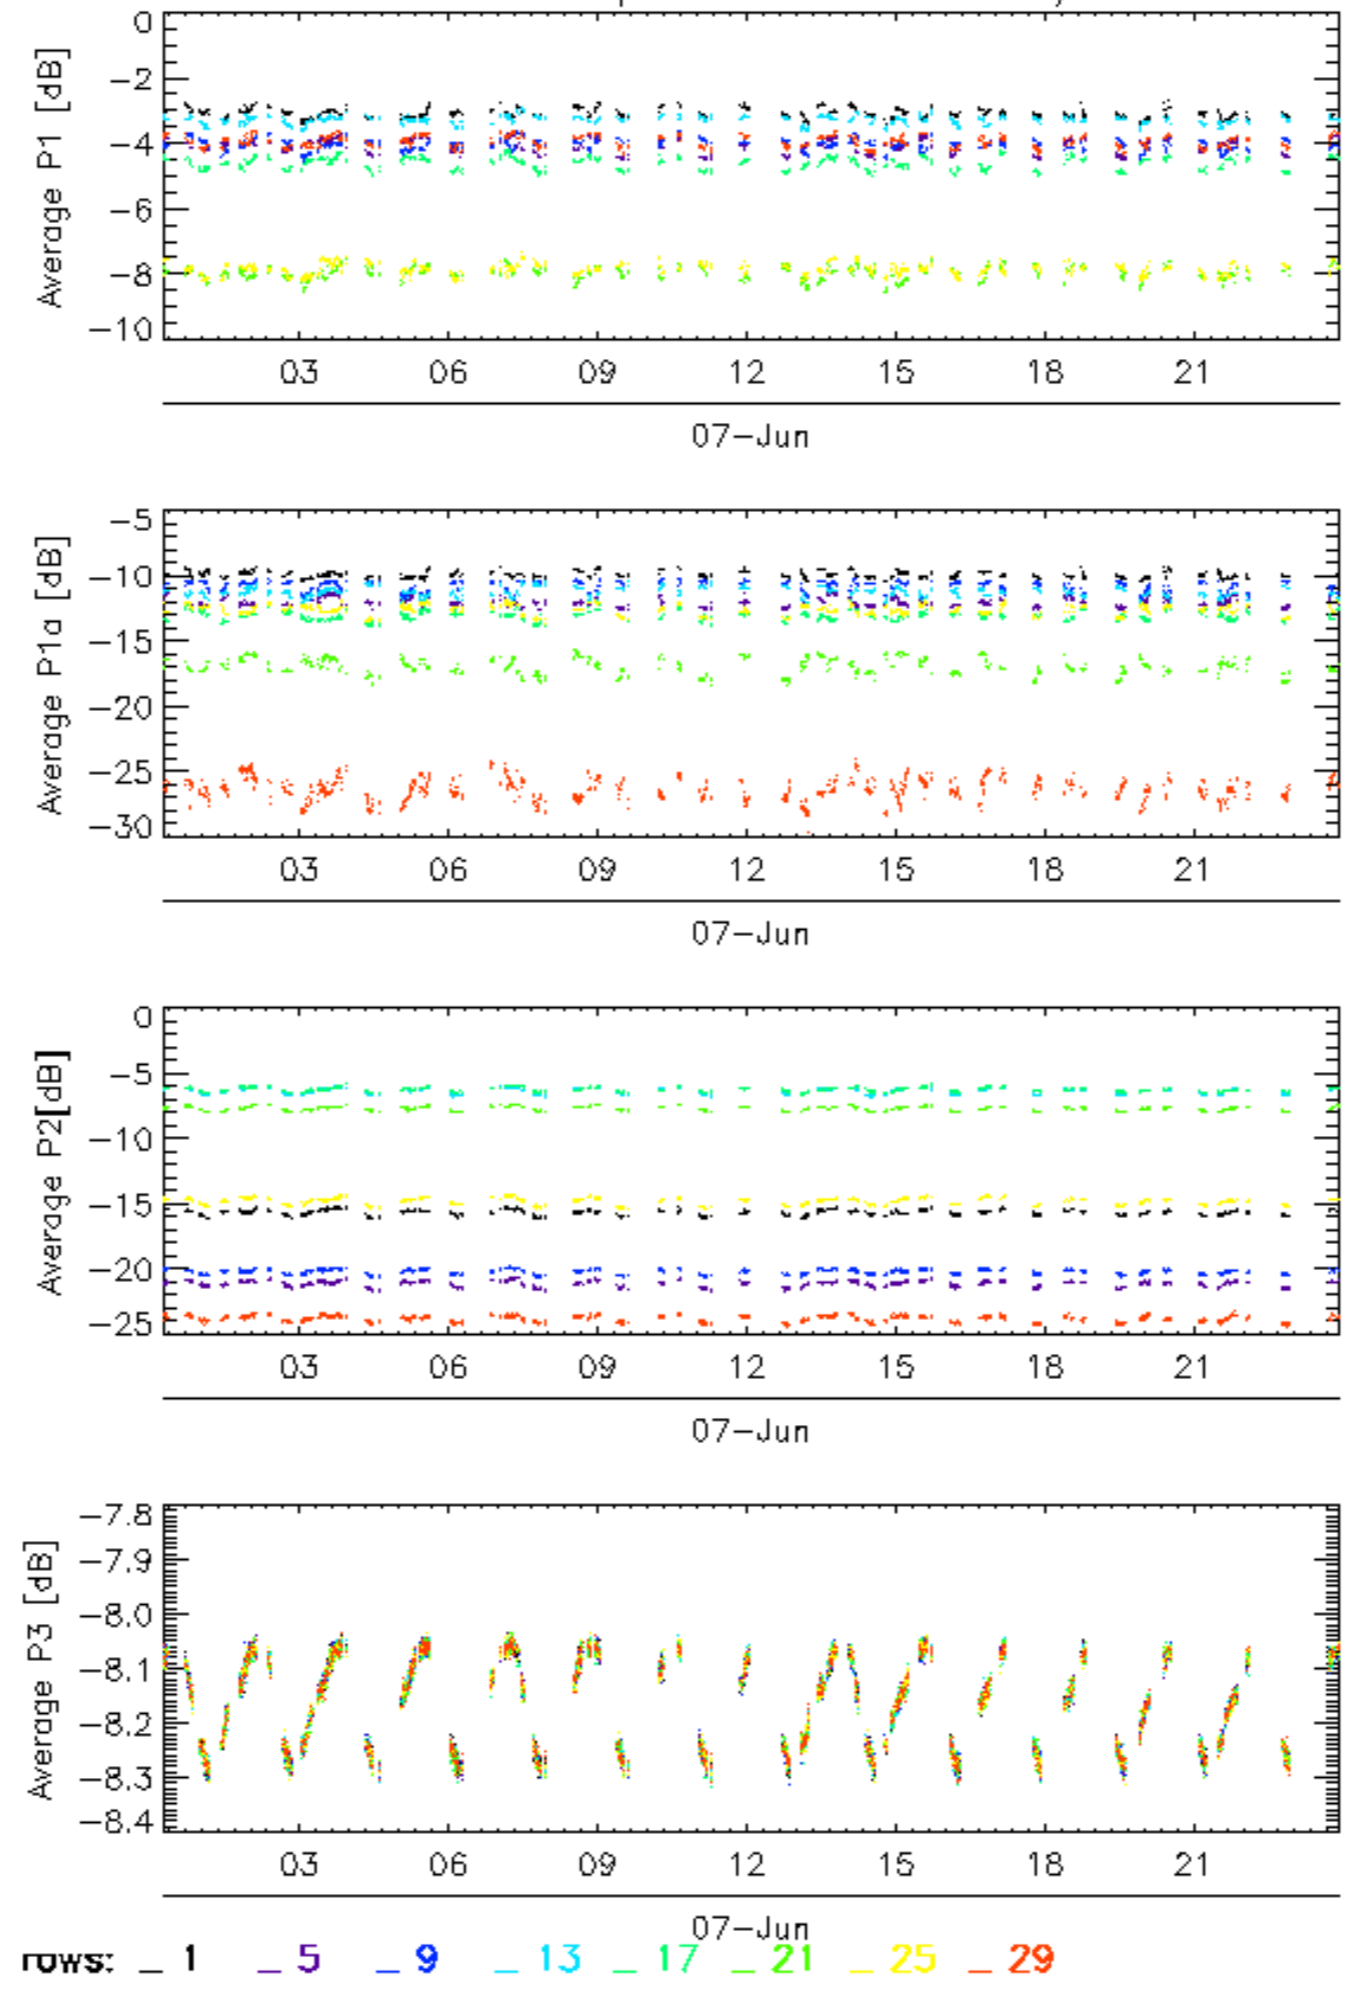 Average P1 [dB]
0
−2
−4
−6
−8
−10
03 06 09 12 15 18 21
07−Jun
Average P1a [dB]
−5
−10
−15
−20
−25
−30
03 06 09 12 15 18 21
07−Jun
Average P2[dB]
0
−5
−10
−15
−20
−25
03 06 09 12 15 18 21
07−Jun
Average P3 [dB]
−7.8
−7.9
−8.0
−8.1
−8.2
−8.3
−8.4
03 06 09 12 15 18 21
07−Jun
rows: _ 1 _ 5 _ 9 _ 13 _ 17 _ 21 _ 25 _ 29